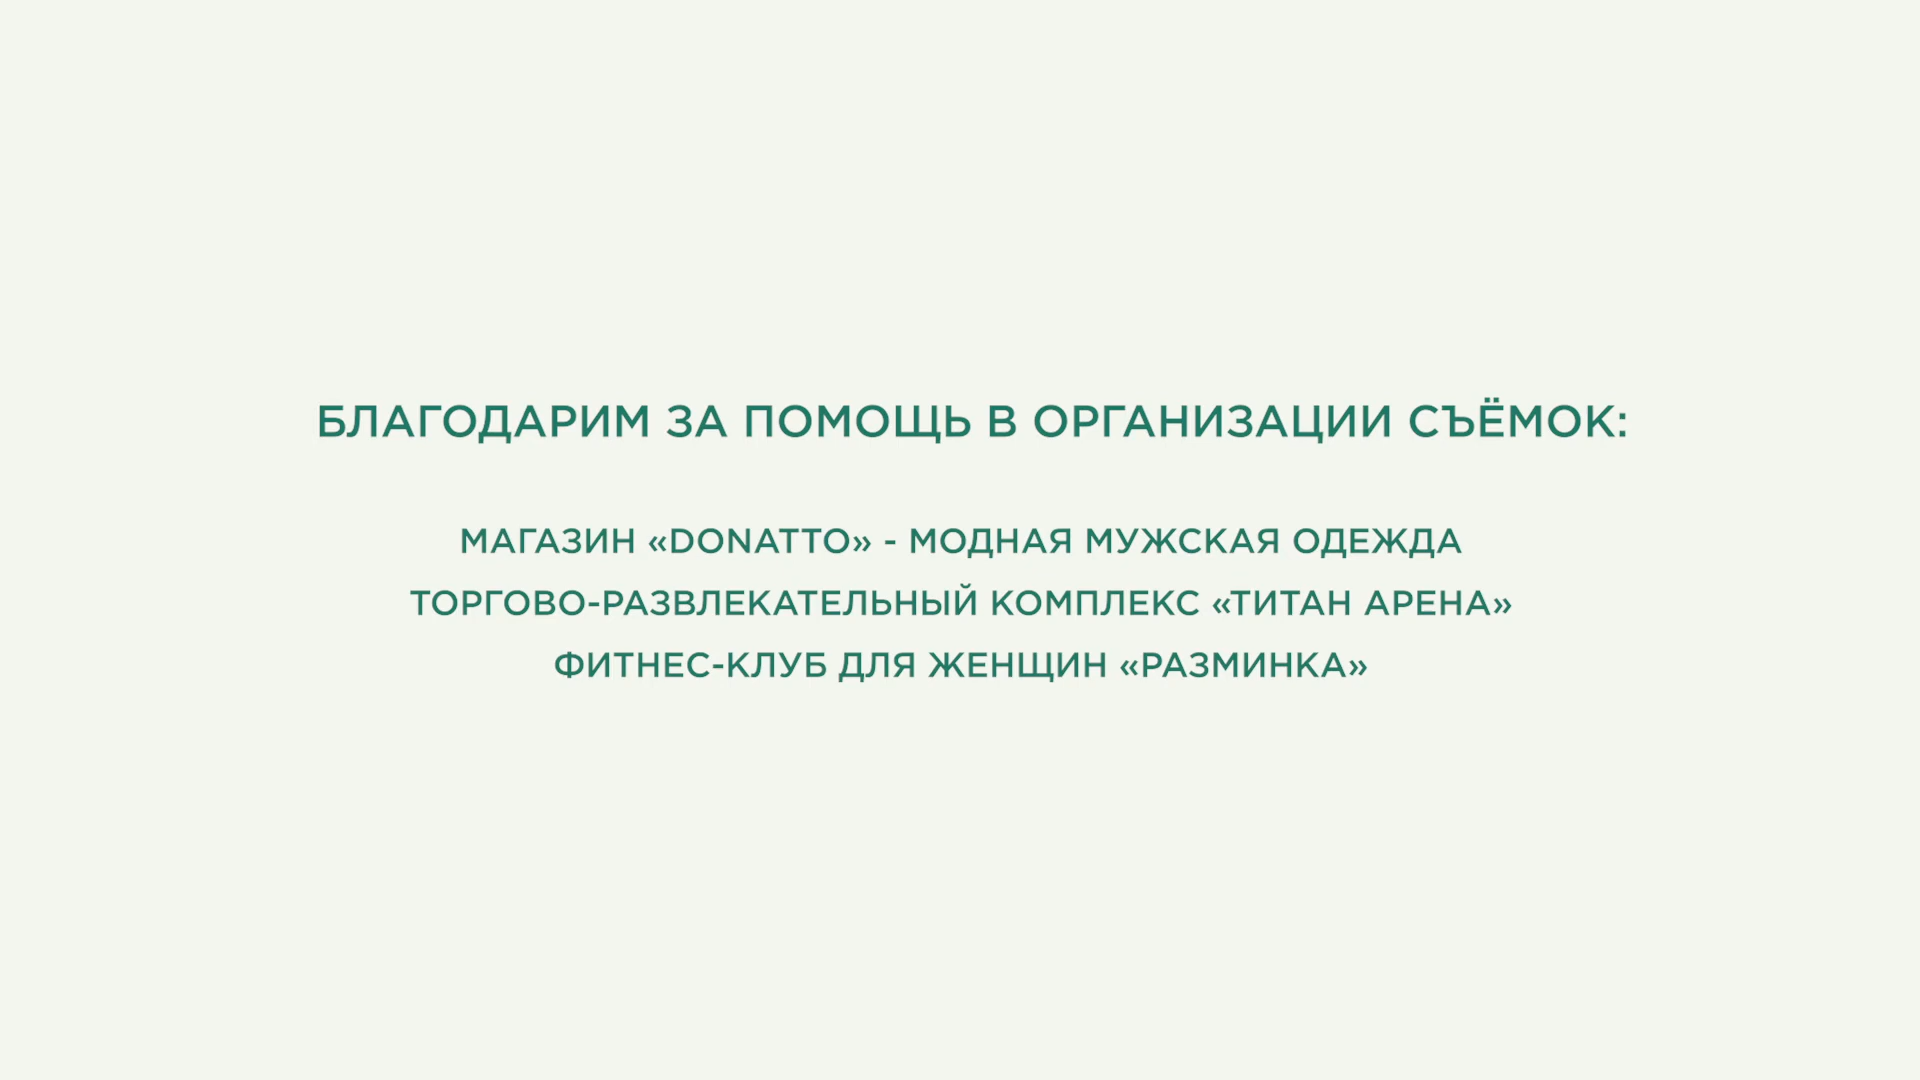 БЛАГОДАРИМ ЗА ПОМОЩЬ В ОРГАНИЗАЦИИ СЪЁМОК:
МАГАЗИН «DONATTO» - МОДНАЯ МУЖСКАЯ ОДЕЖДА
ТОРГОВО-РАЗВЛЕКАТЕЛЬНЫЙ КОМПЛЕКС «ТИТАН АРЕНА»
ФИТНЕС-КЛУБ ДЛЯ ЖЕНЩИН «РАЗМИНКА»